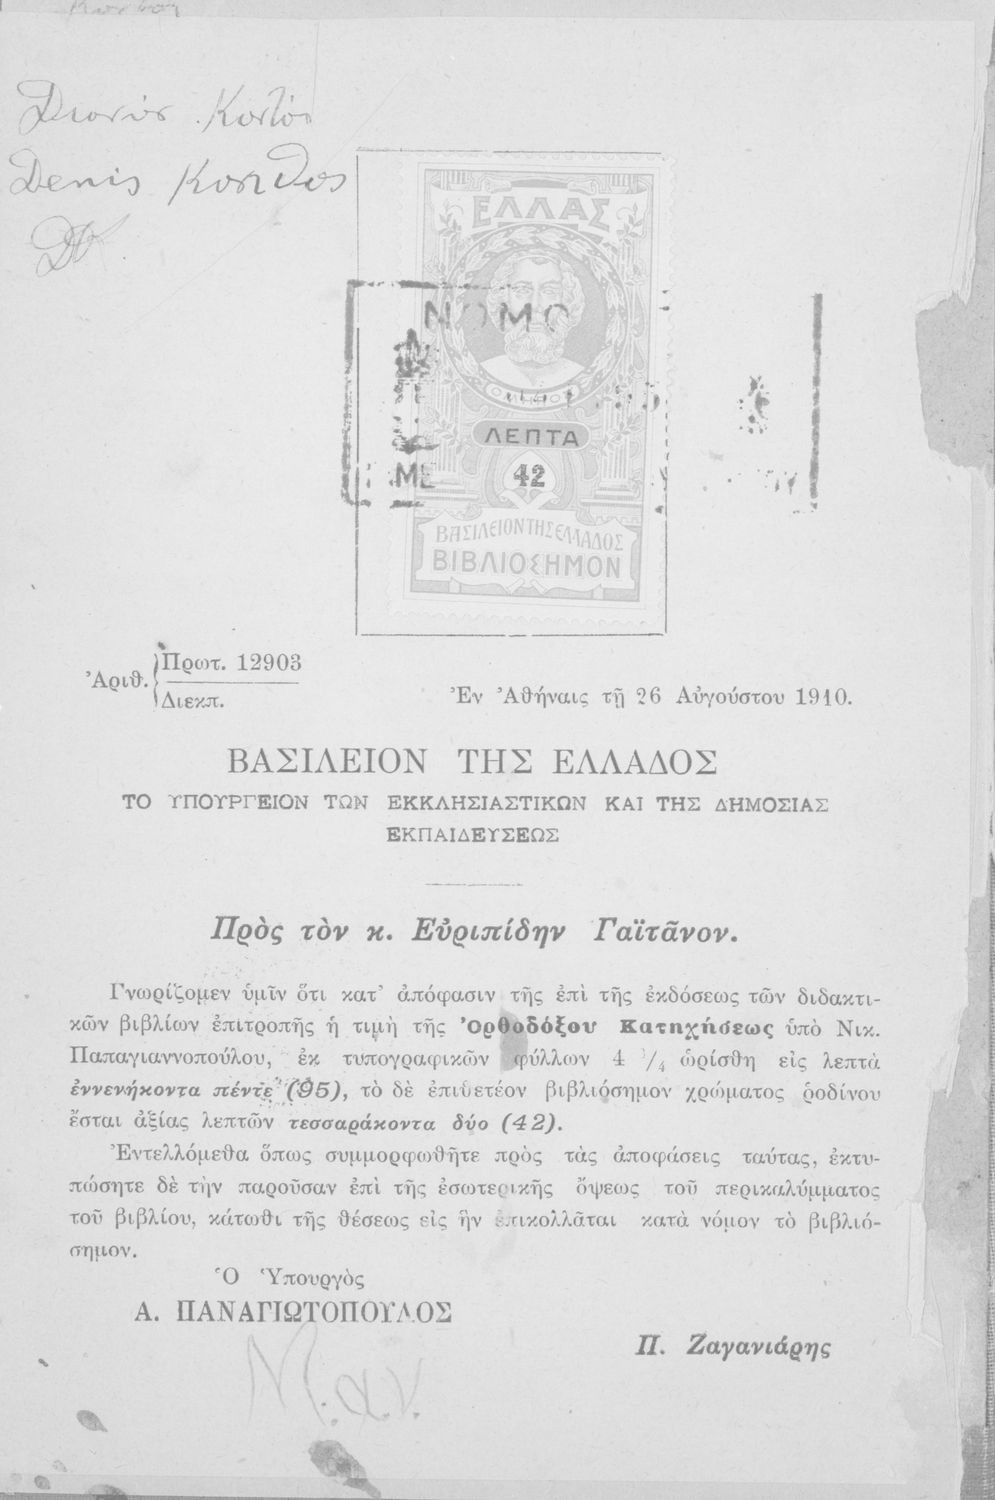 Denis
ΕΛΛΑΣ
ΝΟΜΟ
ΟΜΗΡΟΣ
ΛΕΠΤΑ
42
ΜΕ
ΒΑΣΙΛΕΙΟΝ ΤΗΣ ΕΛΛΑΔΟΣ
ΒΙΒΛΙΟΣΗΜΟΝ
Ἀριθ. Πρωτ. 12903
Διεκπ.
Ἐν Ἀθήναις τῇ 26 Αὐγούστου 1910.
ΒΑΣΙΛΕΙΟΝ ΤΗΣ ΕΛΛΑΔΟΣ
ΤΟ ΥΠΟΥΡΓΕΙΟΝ ΤΩΝ ΕΚΚΛΗΣΙΑΣΤΙΚΩΝ ΚΑΙ ΤΗΣ ΔΗΜΟΣΙΑΣ
ΕΚΠΑΙΔΕΥΣΕΩΣ
Πρὸς τὸν κ. Εὐριπίδην Γαϊτᾶνον.
Γνωρίζομεν ὑμῖν ὅτι κατ' ἀπόφασιν τῆς ἐπὶ τῆς ἐκδόσεως τῶν διδακτι-
κῶν βιβλίων ἐπιτροπῆς ἡ τιμὴ τῆς Ὀρθοδόξου Κατηχήσεως ὑπὸ Νικ.
Παπαγιαννοπούλου, ἐκ τυπογραφικῶν φύλλων 4 3/4 ὡρίσθη εἰς λεπτὰ
ἐννενήκοντα πέντε (95), τὸ δὲ ἐπιθετέον βιβλιόσημον χρώματος ῥοδίνου
ἔσται ἀξίας λεπτῶν τεσσαράκοντα δύο (42).
Ἐντελλόμεθα ὅπως συμμορφωθῆτε πρὸς τὰς ἀποφάσεις ταύτας, ἐκτυ-
πώσητε δὲ τὴν παροῦσαν ἐπὶ τῆς ἐσωτερικῆς ὄψεως τοῦ περικαλύμματος
τοῦ βιβλίου, κάτωθι τῆς θέσεως εἰς ἣν ἐπικολλᾶται κατὰ νόμον τὸ βιβλιό-
σημον.
Ὁ Ὑπουργὸς
Α. ΠΑΝΑΓΙΩΤΟΠΟΥΛΟΣ
Π. Ζαγανιάρης
Μ.α.ν.